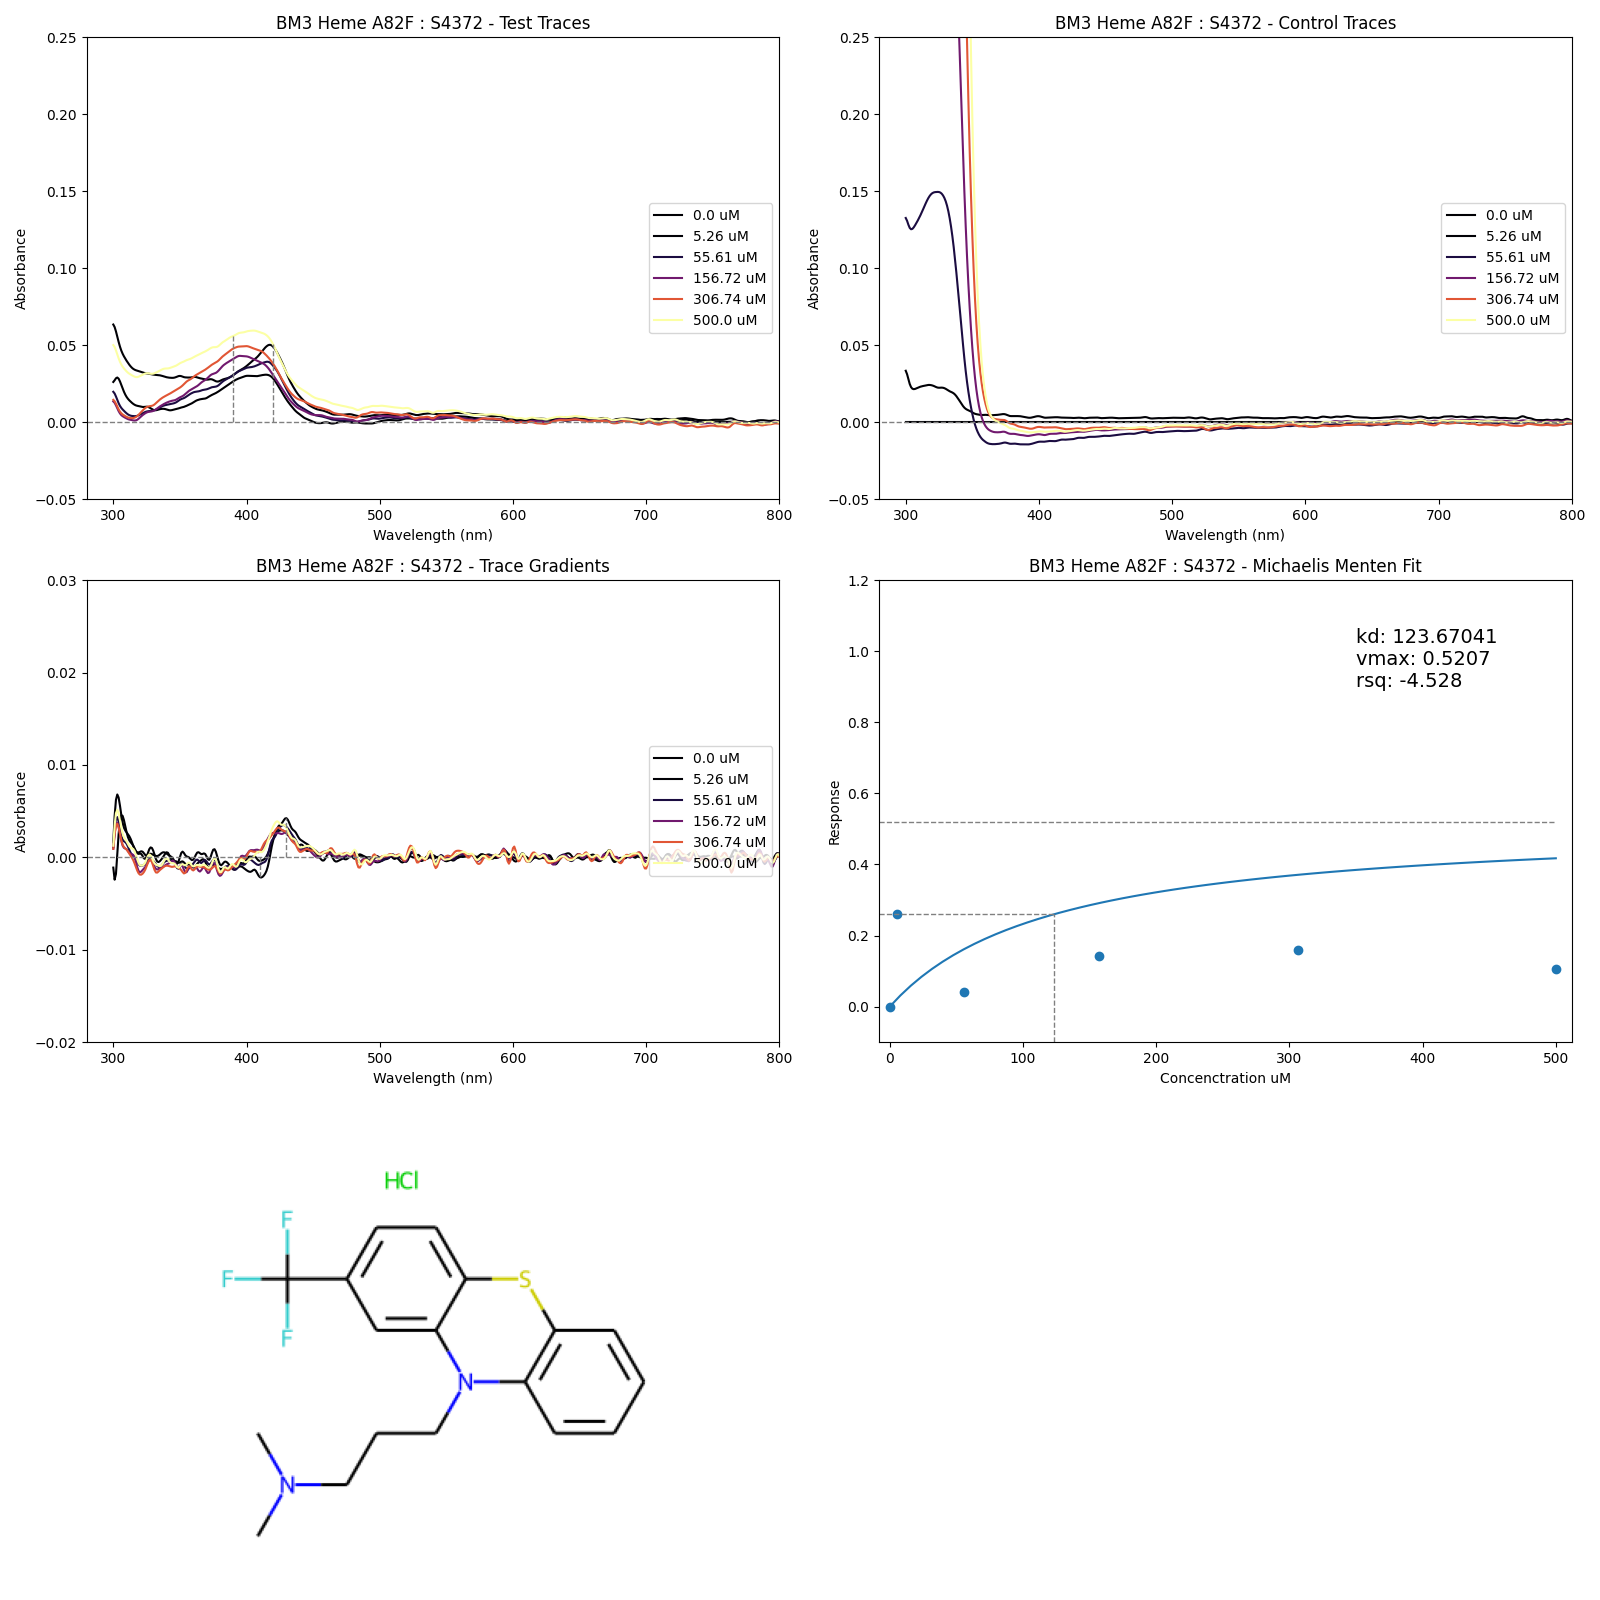 BM3 Heme A82F : S4372 - Test Traces
0.25
0.20
0.15
0.10
0.05
0.00
−0.05
Absorbance
300 400 500 600 700 800
Wavelength (nm)
0.0 uM
5.26 uM
55.61 uM
156.72 uM
306.74 uM
500.0 uM
BM3 Heme A82F : S4372 - Control Traces
0.25
0.20
0.15
0.10
0.05
0.00
−0.05
Absorbance
300 400 500 600 700 800
Wavelength (nm)
0.0 uM
5.26 uM
55.61 uM
156.72 uM
306.74 uM
500.0 uM
BM3 Heme A82F : S4372 - Trace Gradients
0.03
0.02
0.01
0.00
−0.01
−0.02
Absorbance
300 400 500 600 700 800
Wavelength (nm)
0.0 uM
5.26 uM
55.61 uM
156.72 uM
306.74 uM
500.0 uM
BM3 Heme A82F : S4372 - Michaelis Menten Fit
1.2
1.0
0.8
0.6
0.4
0.2
0.0
Response
0 100 200 300 400 500
Concenctration uM
kd: 123.67041
vmax: 0.5207
rsq: -4.528
HCl
F
F
F
S
N
N